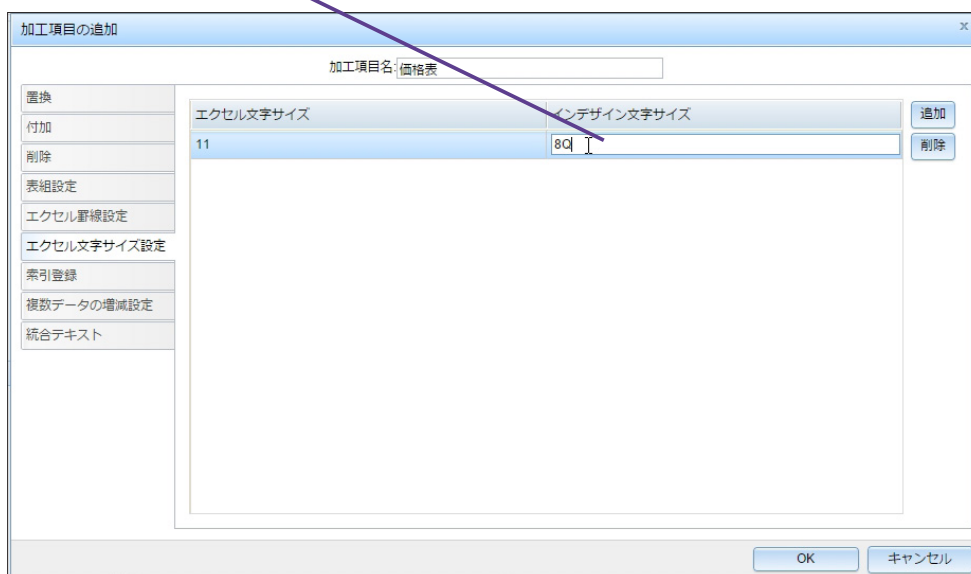 加工項目の追加
x
加工項目名: 価格表
置換
付加
削除
表組設定
エクセル罫線設定
エクセル文字サイズ設定
索引登録
複数データの増減設定
統合テキスト
エクセル文字サイズ インデザイン文字サイズ
11 8Q
追加
削除
OK キャンセル